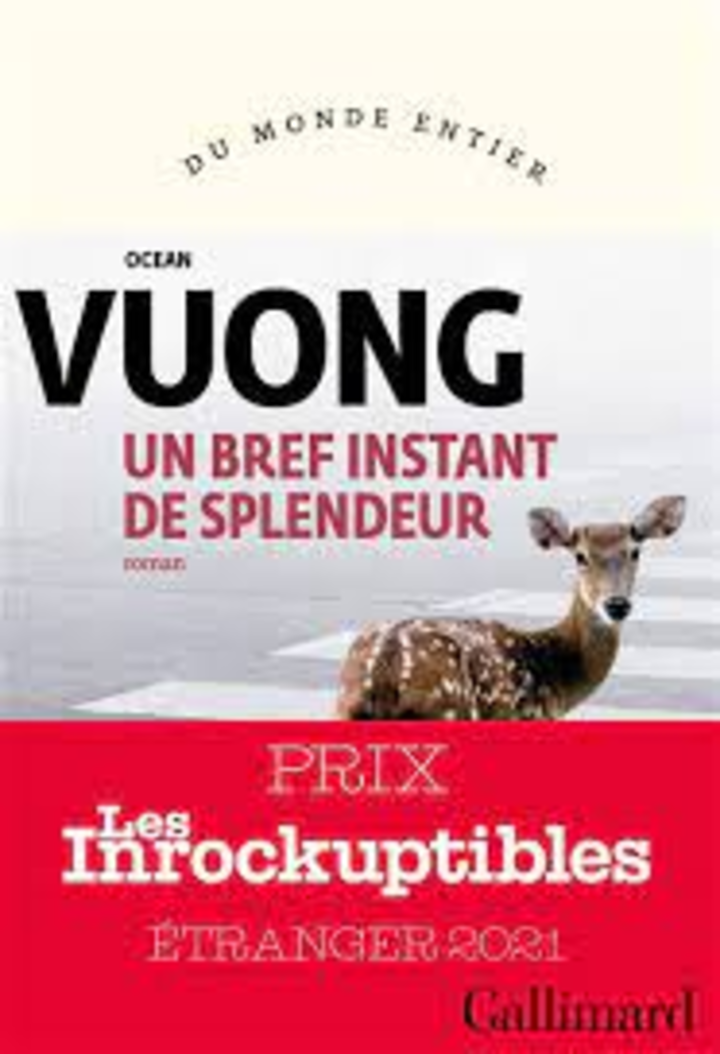 DU MONDE ENTIER
OCEAN
VUONG
UN BREF INSTANT
DE SPLENDEUR
roman
PRIX
Les
Inrockuptibles
ÉTRANGER 2021
Gallimard